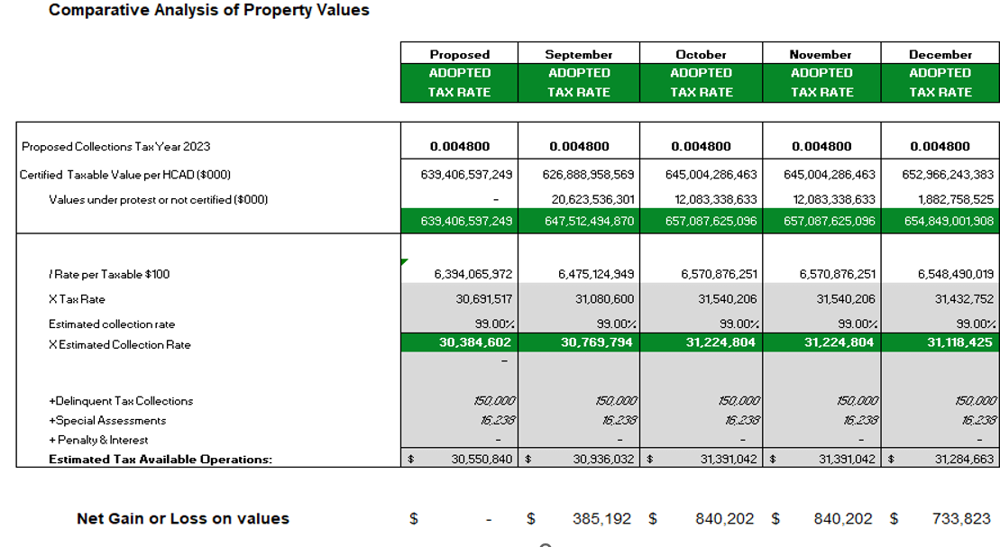 Comparative Analysis of Property Values
Proposed September October November December
ADOPTED ADOPTED ADOPTED ADOPTED ADOPTED
TAX RATE TAX RATE TAX RATE TAX RATE TAX RATE
Proposed Collections Tax Year 2023 0.004800 0.004800 0.004800 0.004800 0.004800
Certified Taxable Value per HCAD ($000) 639,406,597,249 626,888,958,569 645,004,286,463 645,004,286,463 652,966,243,383
Values under protest or not certified ($000) - 20,623,536,301 12,083,338,633 12,083,338,633 1,882,758,525
639,406,597,249 647,512,494,870 657,087,625,096 657,087,625,096 654,849,001,908
/ Rate per Taxable $100 6,394,065,972 6,475,124,949 6,570,876,251 6,570,876,251 6,548,490,019
X Tax Rate 30,691,517 31,080,600 31,540,206 31,540,206 31,432,752
Estimated collection rate 99.00% 99.00% 99.00% 99.00% 99.00%
X Estimated Collection Rate 30,384,602 30,769,794 31,224,804 31,224,804 31,118,425
-
+Delinquent Tax Collections 150,000 150,000 150,000 150,000 150,000
+Special Assessments 16,238 16,238 16,238 16,238 16,238
+ Penalty & Interest - - - - -
Estimated Tax Available Operations: $ 30,550,840 $ 30,936,032 $ 31,391,042 $ 31,391,042 $ 31,284,663
Net Gain or Loss on values $ - $ 385,192 $ 840,202 $ 840,202 $ 733,823